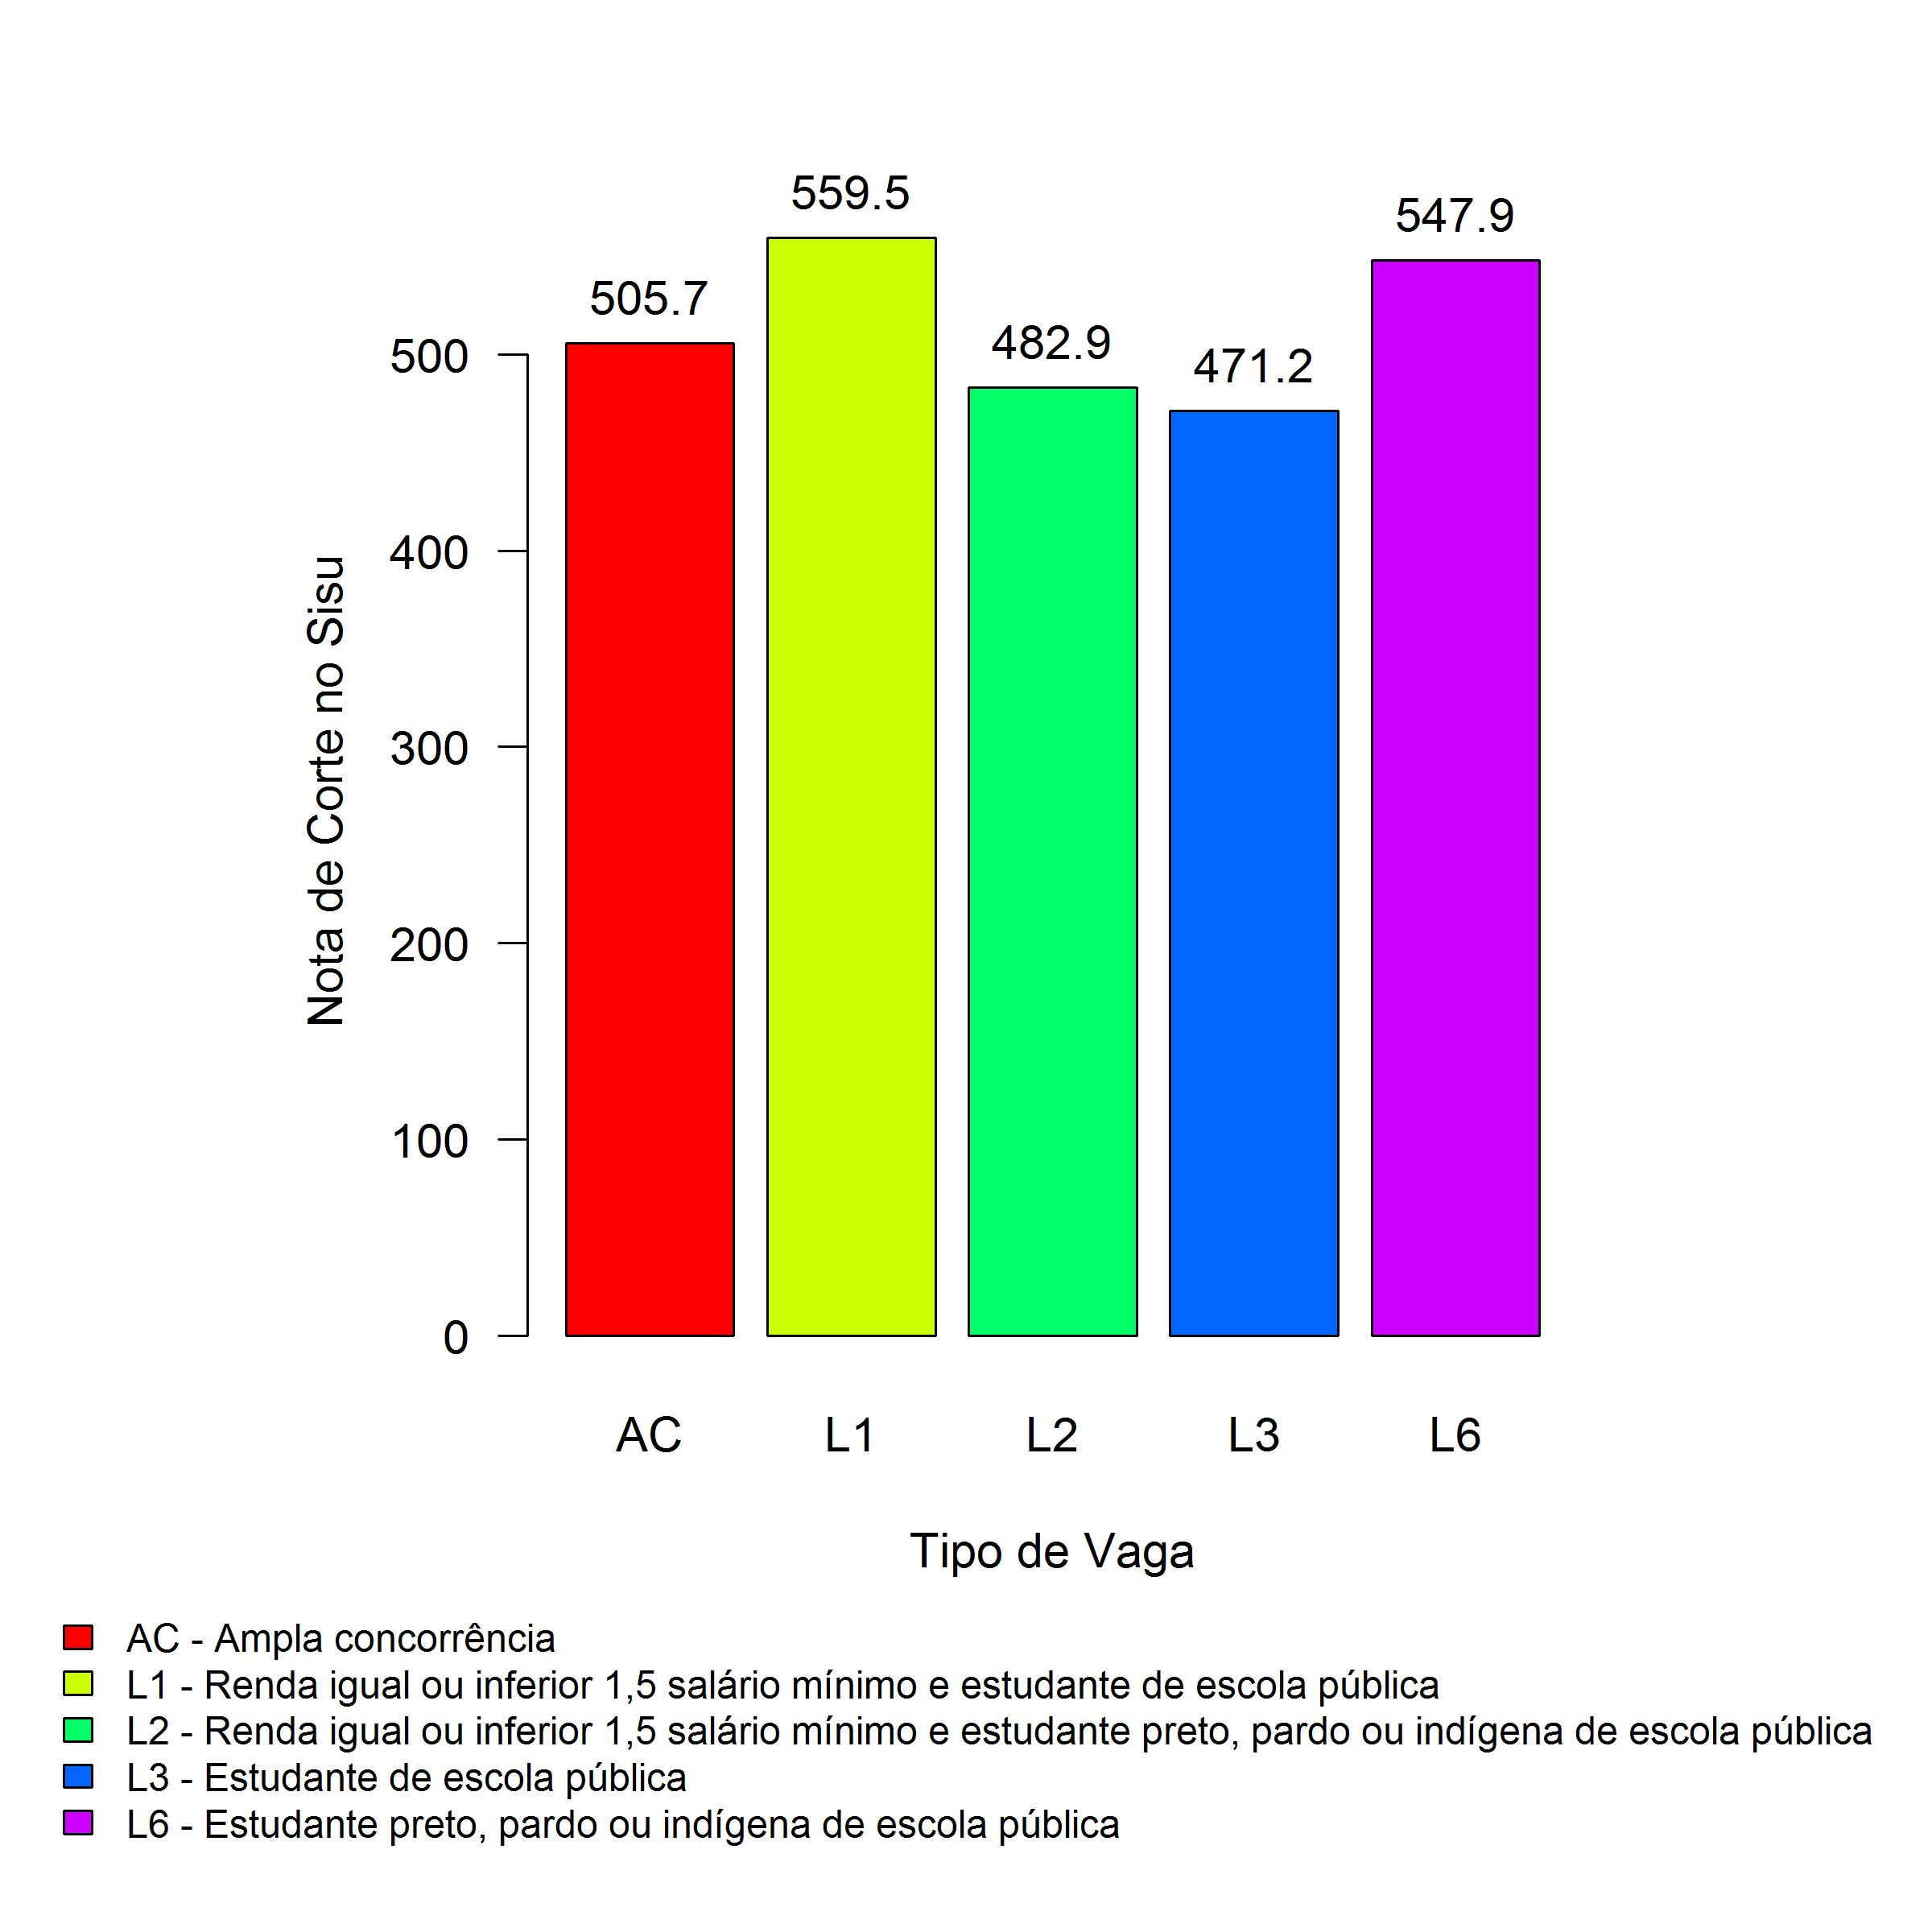 559.5
547.9
505.7
482.9
471.2
500
400
300
200
100
0
Nota de Corte no Sisu
AC L1 L2 L3 L6
Tipo de Vaga
AC - Ampla concorrência
L1 - Renda igual ou inferior 1,5 salário mínimo e estudante de escola pública
L2 - Renda igual ou inferior 1,5 salário mínimo e estudante preto, pardo ou indígena de escola pública
L3 - Estudante de escola pública
L6 - Estudante preto, pardo ou indígena de escola pública